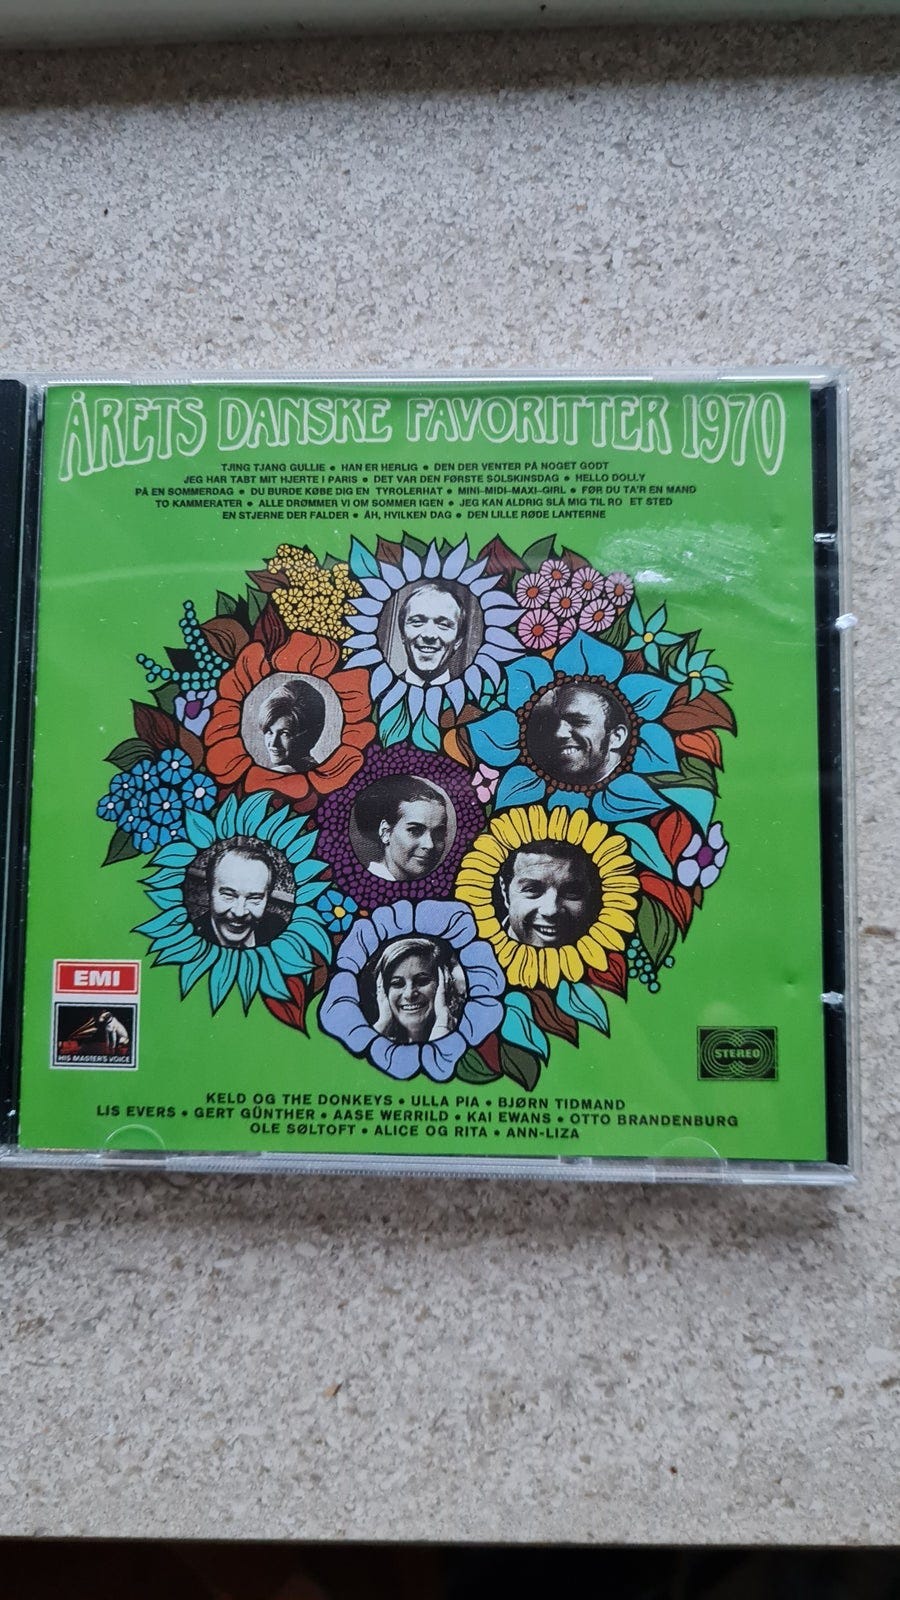 ÅRETS DANSKE FAVORITTER 1970
TJING TJANG GULLIE • HAN ER HERLIG • DEN DER VENTER PÅ NOGET GODT
JEG HAR TABT MIT HJERTE I PARIS • DET VAR DEN FØRSTE SOLSKINSDAG • HELLO DOLLY
PÅ EN SOMMERDAG • DU BURDE KØBE DIG EN TYROLERHAT • MINI-MIDI-MAXI-GIRL • FØR DU TA'R EN MAND
TO KAMMERATER • ALLE DRØMMER VI OM SOMMER IGEN • JEG KAN ALDRIG SLÅ MIG TIL RO ET STED
EN STJERNE DER FALDER • ÅH, HVILKEN DAG • DEN LILLE RØDE LANTERNE
EMI
HIS MASTER'S VOICE
STEREO
KELD OG THE DONKEYS • ULLA PIA • BJØRN TIDMAND
LIS EVERS • GERT GÜNTHER • AASE WERRILD • KAI EWANS • OTTO BRANDENBURG
OLE SØLTOFT • ALICE OG RITA • ANN-LIZA